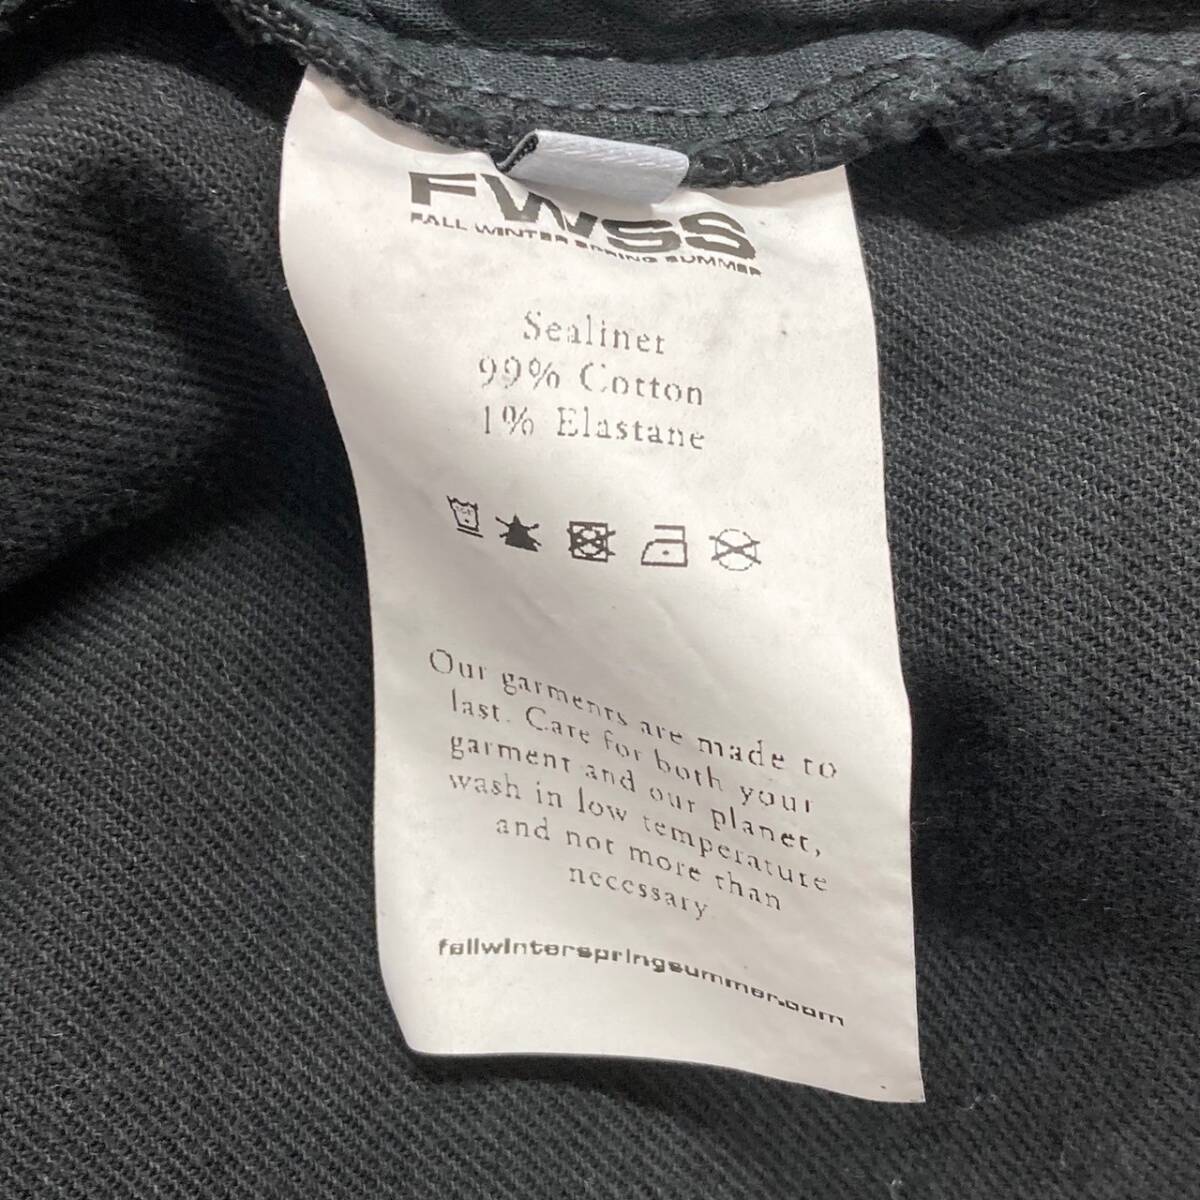 FWSS
FALL WINTER SPRING SUMMER
Sealiner
99% Cotton
1% Elastane
Our garments are made to
last. Care for both your
garment and our planet,
wash in low temperature
and not more than
necessary
fallwinterspringsummer.com